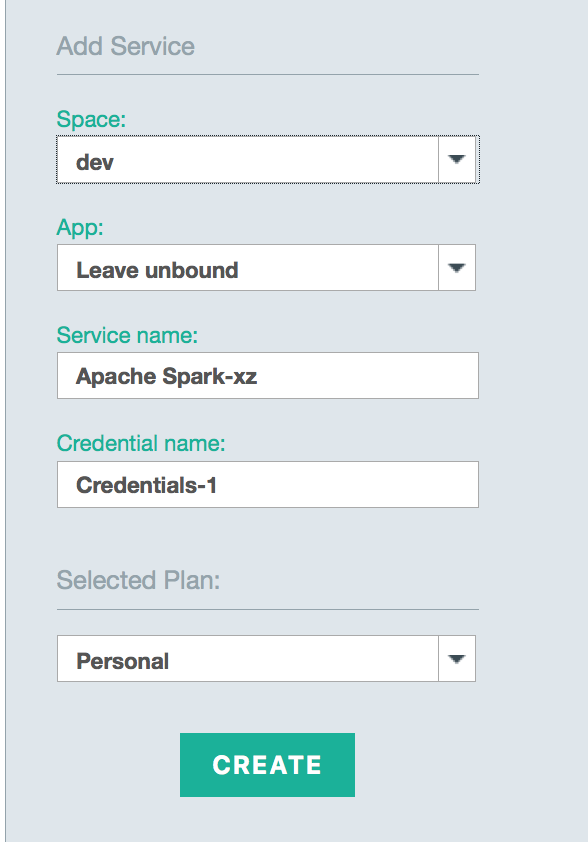 Add Service
Space:
dev
App:
Leave unbound
Service name:
Apache Spark-xz
Credential name:
Credentials-1
Selected Plan:
Personal
CREATE